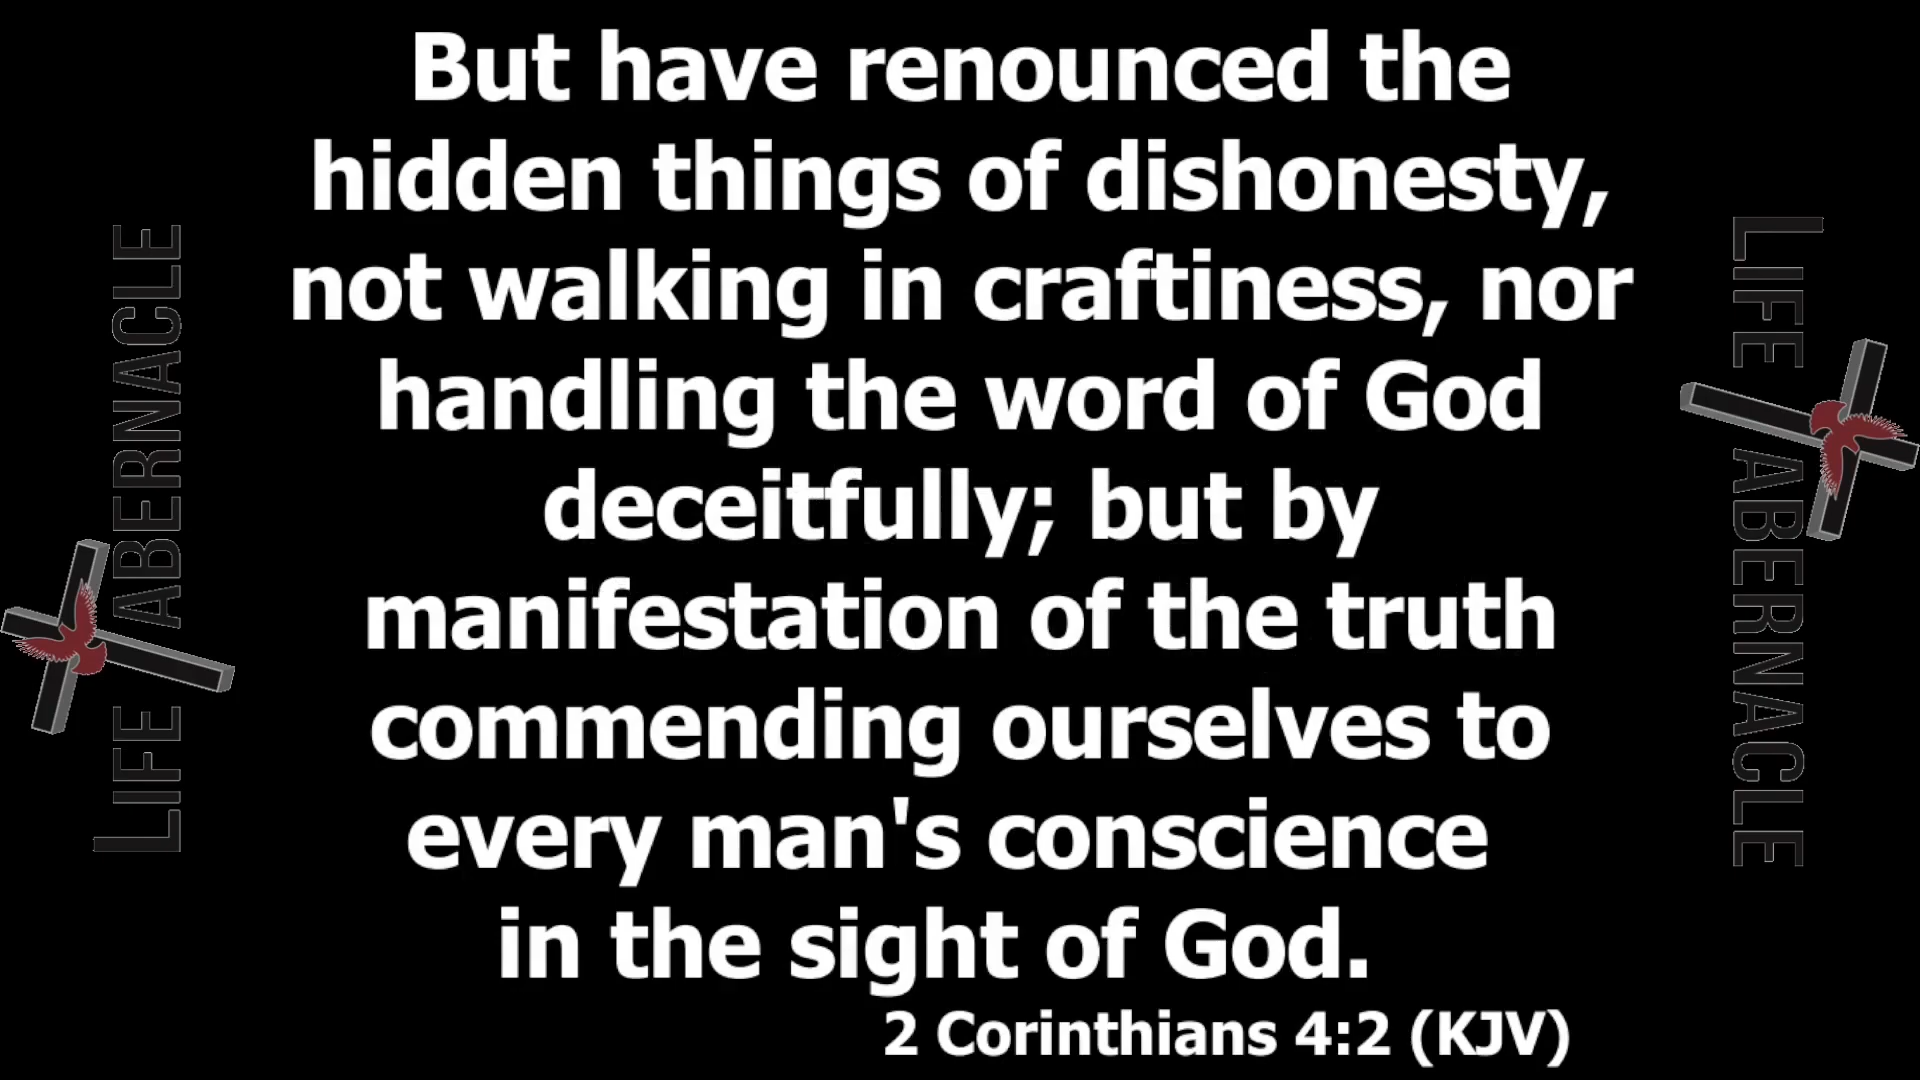 But have renounced the
hidden things of dishonesty,
not walking in craftiness, nor
handling the word of God
deceitfully; but by
manifestation of the truth
commending ourselves to
every man's conscience
in the sight of God.
2 Corinthians 4:2 (KJV)
LIFE ABERNACLE
LIFE ABERNACLE